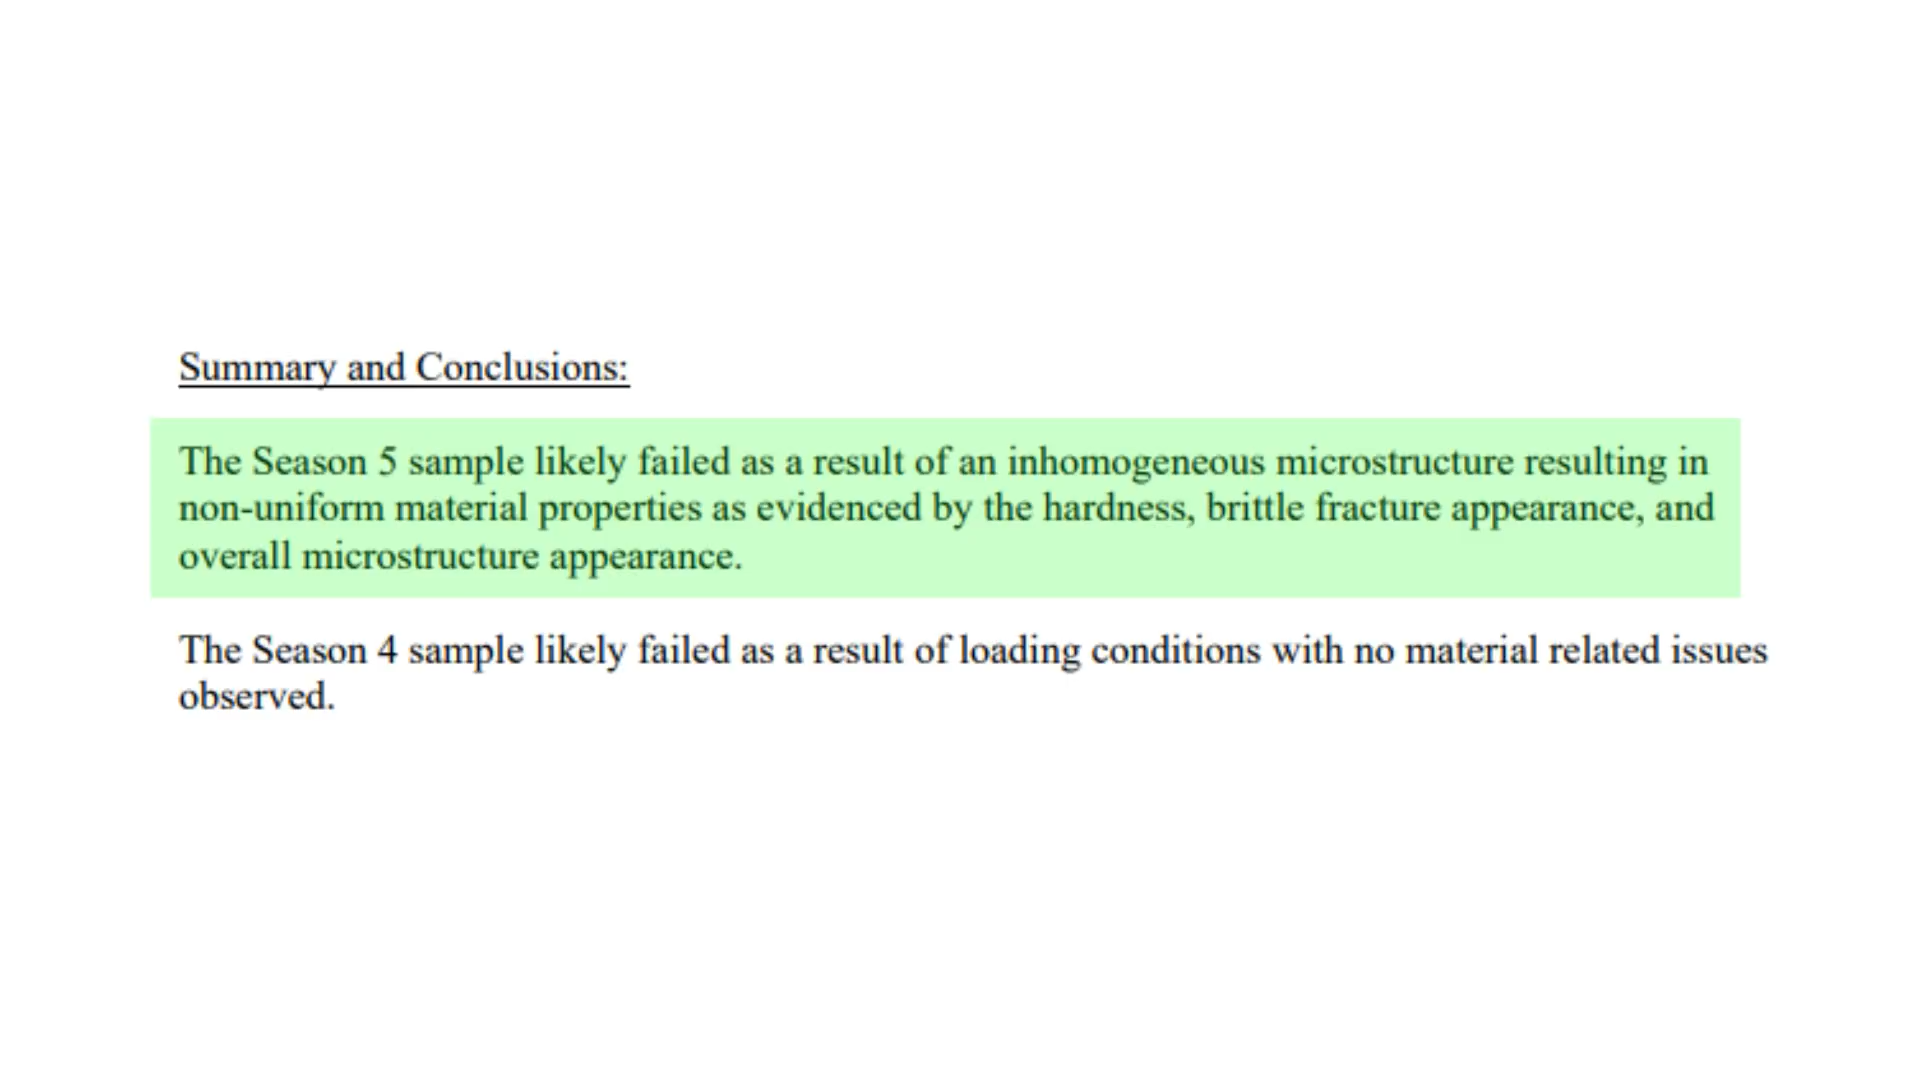 Summary and Conclusions:
The Season 5 sample likely failed as a result of an inhomogeneous microstructure resulting in
non-uniform material properties as evidenced by the hardness, brittle fracture appearance, and
overall microstructure appearance.
The Season 4 sample likely failed as a result of loading conditions with no material related issues
observed.